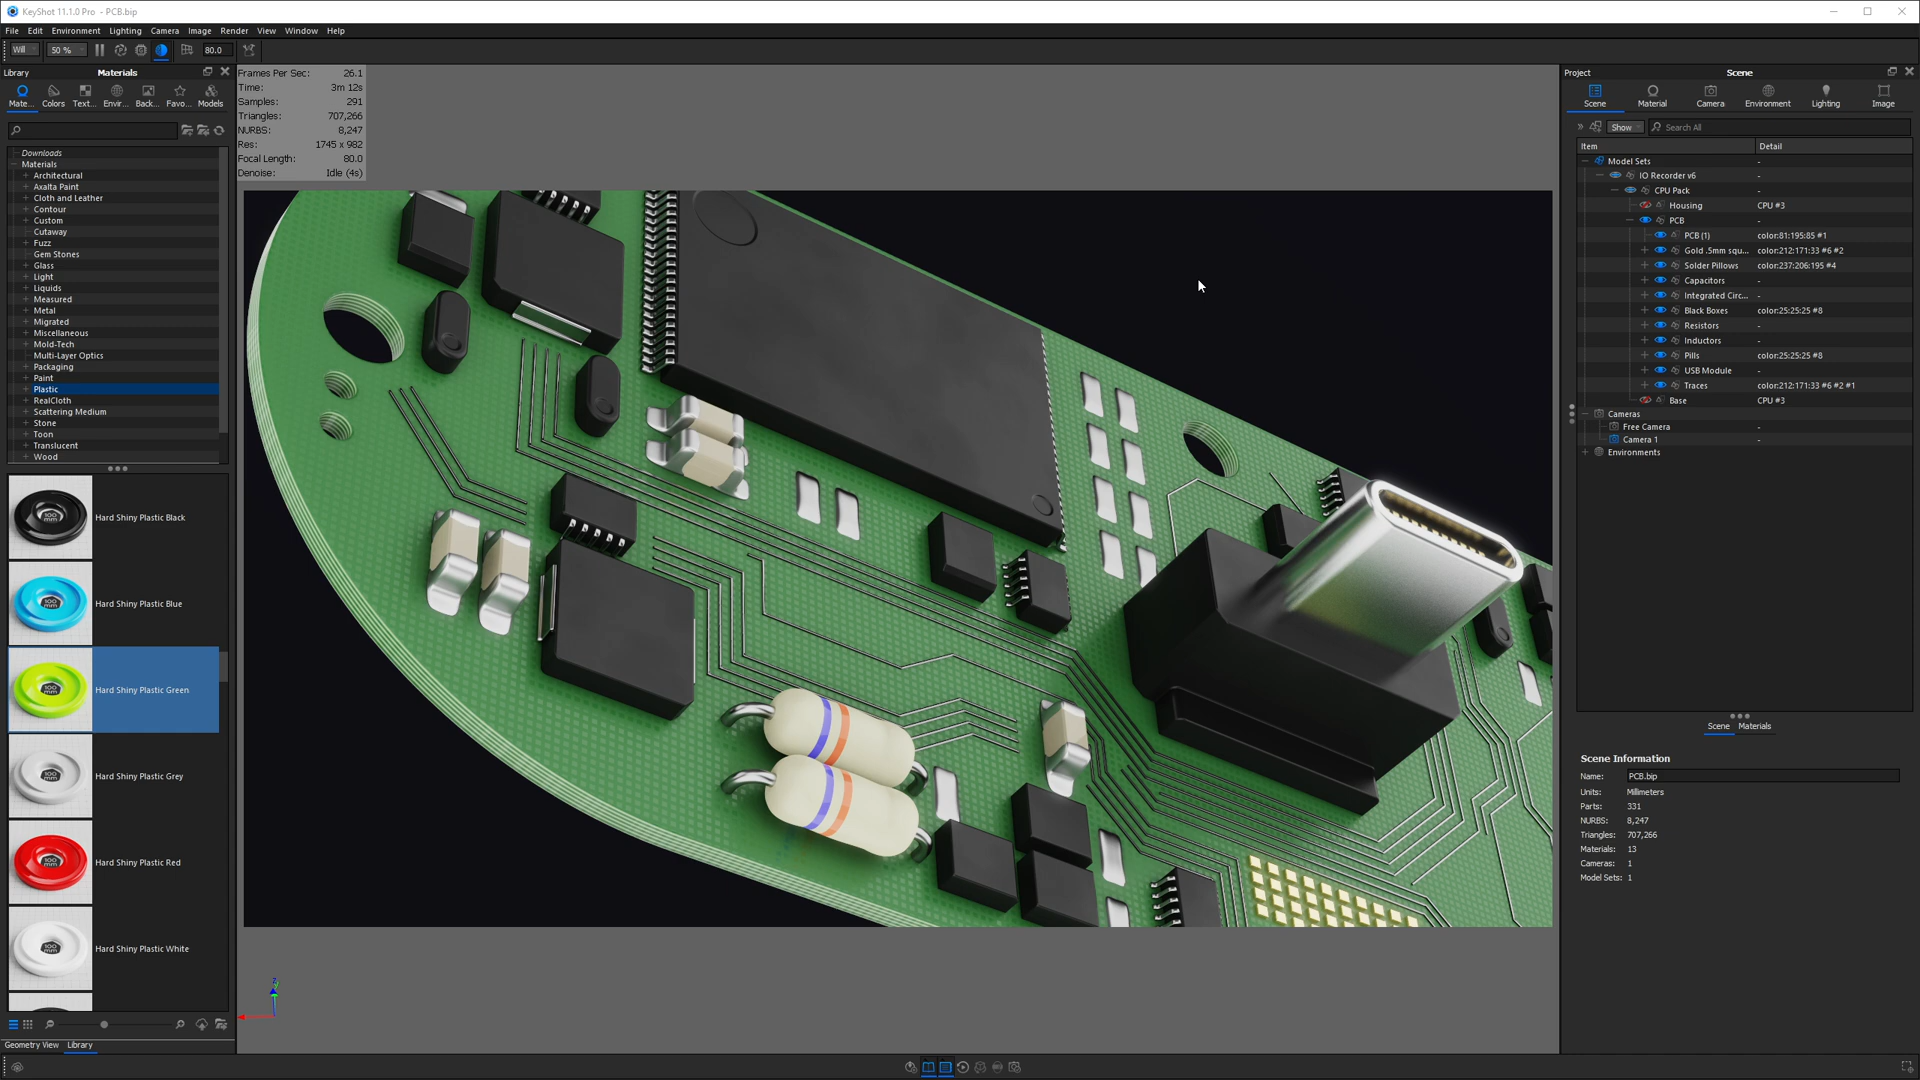 KeyShot 11.1.0 Pro - PCB.bip
File Edit Environment Lighting Camera Image Render View Window Help
Will 50 % 80.0
Library Materials
Mate... Colors Text... Envir... Back... Favo... Models
Downloads
Materials
Architectural
Axalta Paint
Cloth and Leather
Contour
Custom
Cutaway
Fuzz
Gem Stones
Glass
Light
Liquids
Measured
Metal
Migrated
Miscellaneous
Mold-Tech
Multi-Layer Optics
Packaging
Paint
Plastic
RealCloth
Scattering Medium
Stone
Toon
Translucent
Wood
Hard Shiny Plastic Black
Hard Shiny Plastic Blue
Hard Shiny Plastic Green
Hard Shiny Plastic Grey
Hard Shiny Plastic Red
Hard Shiny Plastic White
Geometry View Library
Frames Per Sec: 26.1
Time: 3m 12s
Samples: 291
Triangles: 707,266
NURBS: 8,247
Res: 1745 x 982
Focal Length: 80.0
Denoise: Idle (4s)
Project Scene
Scene Material Camera Environment Lighting Image
Show Search All
Item Detail
Model Sets -
IO Recorder v6 -
CPU Pack -
Housing CPU #3
PCB -
PCB (1) color:81:195:85 #1
Gold .5mm squ... color:212:171:33 #6 #2
Solder Pillows color:237:206:195 #4
Capacitors -
Integrated Circ... -
Black Boxes color:25:25:25 #8
Resistors -
Inductors -
Pills color:25:25:25 #8
USB Module -
Traces color:212:171:33 #6 #2 #1
Base CPU #3
Cameras
Free Camera -
Camera 1 -
Environments
Scene Materials
Scene Information
Name: PCB.bip
Units: Millimeters
Parts: 331
NURBS: 8,247
Triangles: 707,266
Materials: 13
Cameras: 1
Model Sets: 1